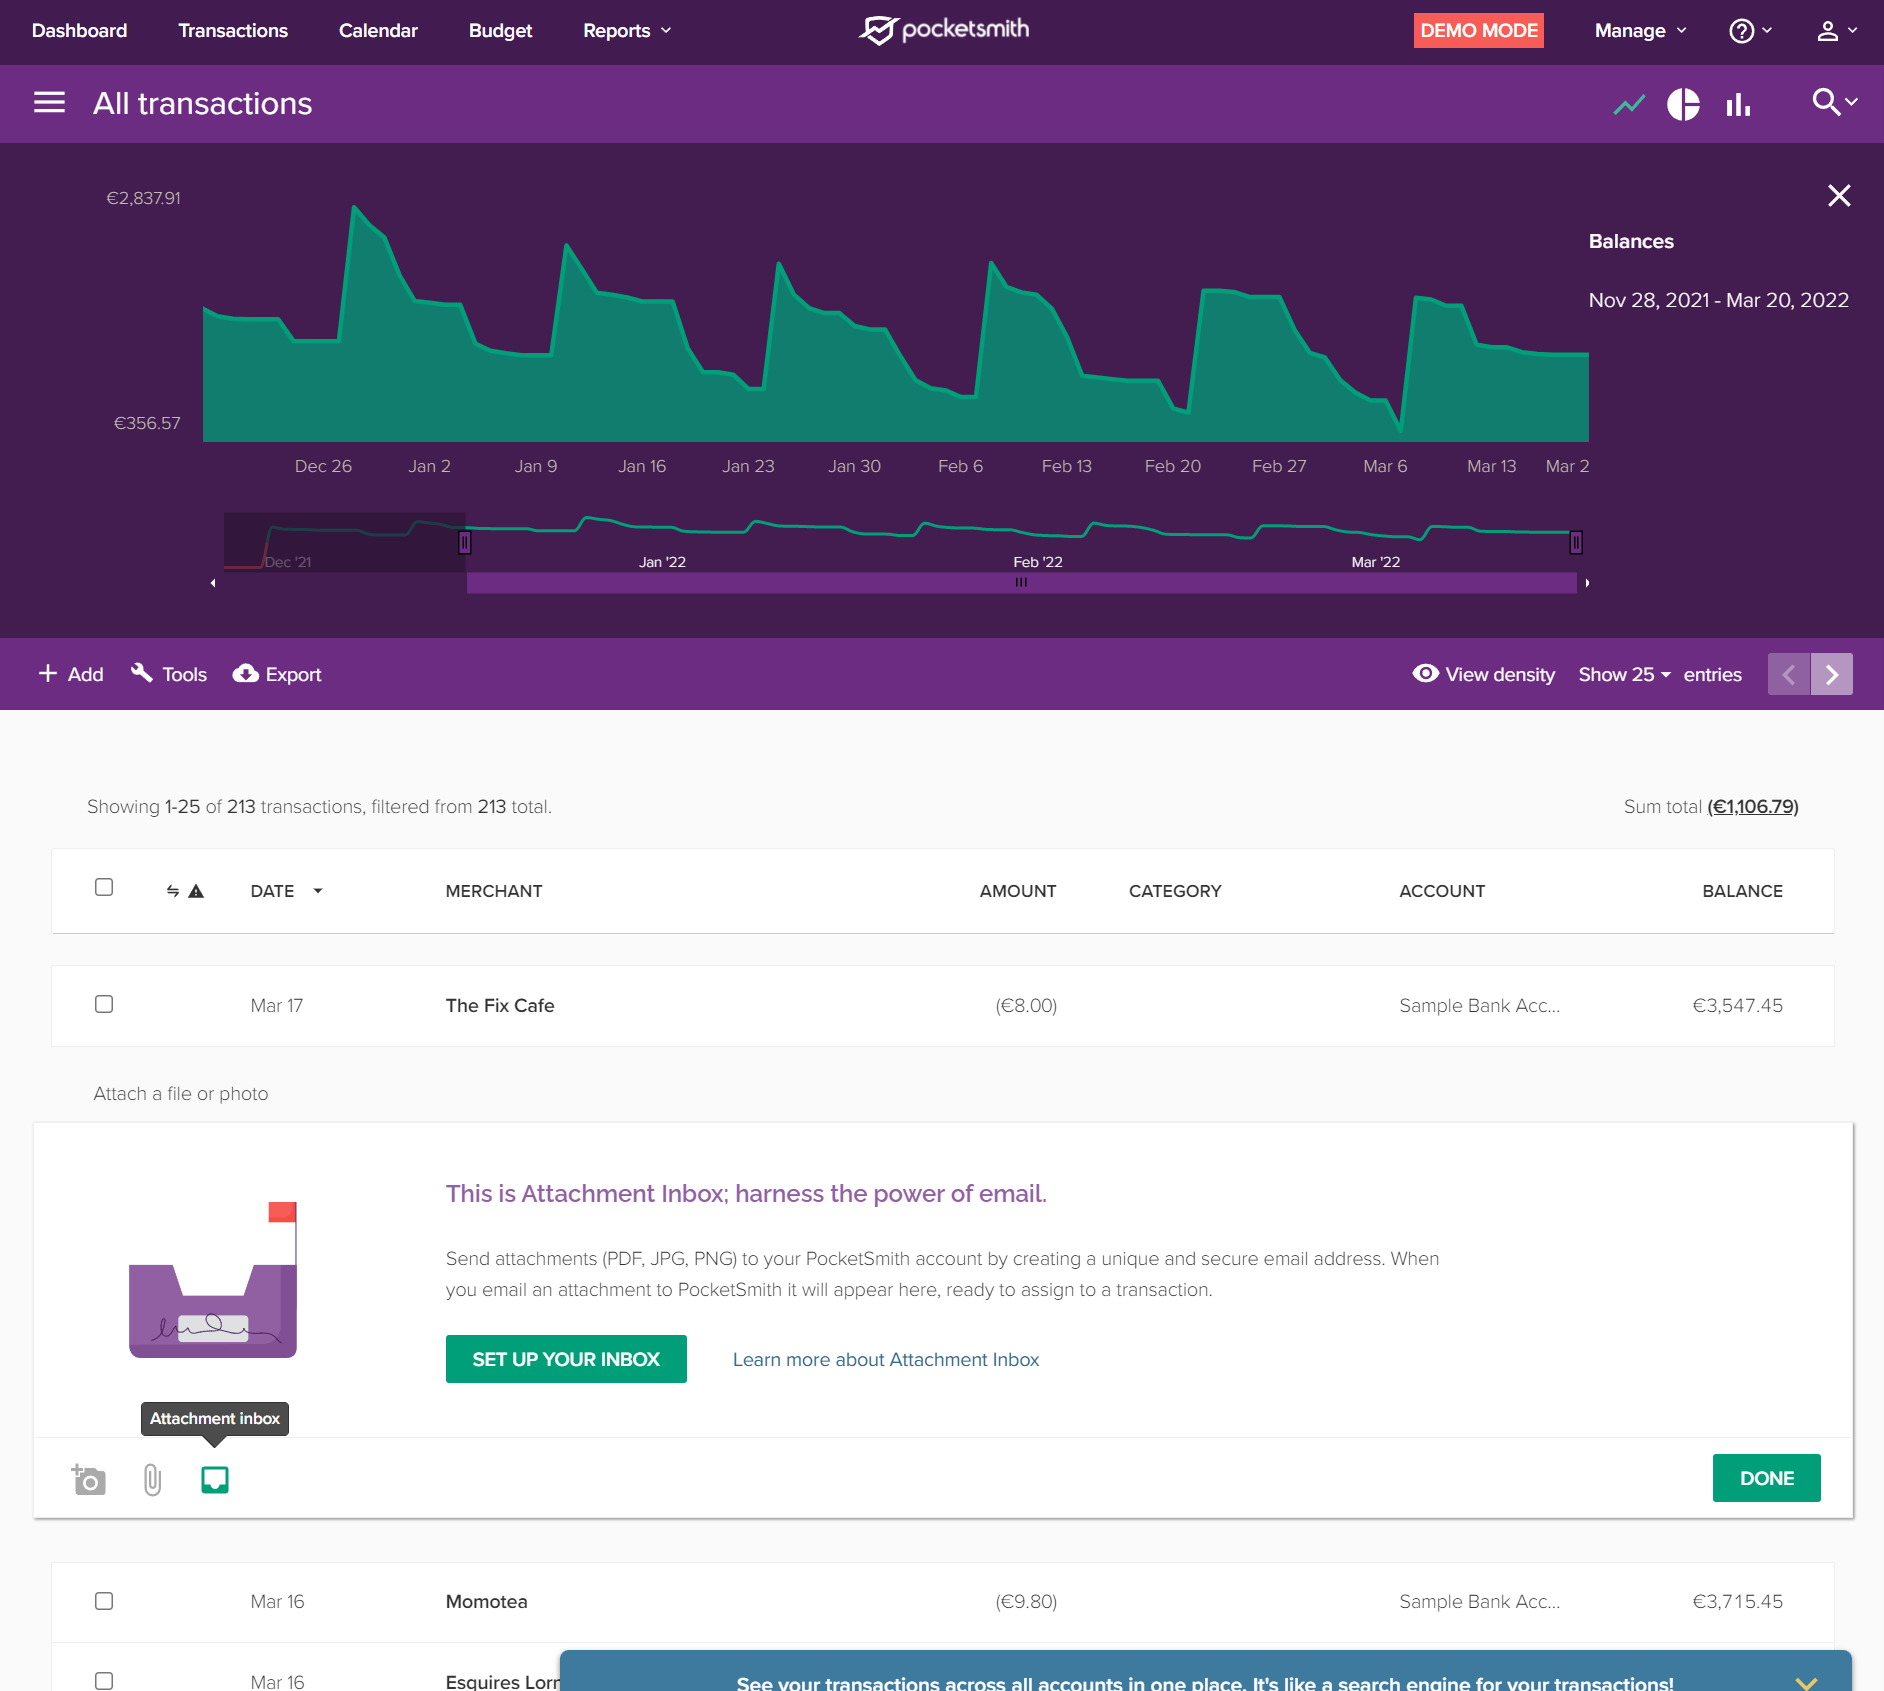 Dashboard Transactions Calendar Budget Reports pocketsmith DEMO MODE Manage
All transactions
€2,837.91
€356.57
Balances
Nov 28, 2021 - Mar 20, 2022
Dec 26 Jan 2 Jan 9 Jan 16 Jan 23 Jan 30 Feb 6 Feb 13 Feb 20 Feb 27 Mar 6 Mar 13 Mar 2
Dec '21 Jan '22 Feb '22 Mar '22
Add Tools Export View density Show 25 entries
Showing 1-25 of 213 transactions, filtered from 213 total. Sum total (€1,106.79)
DATE MERCHANT AMOUNT CATEGORY ACCOUNT BALANCE
Mar 17 The Fix Cafe (€8.00) Sample Bank Acc... €3,547.45
Attach a file or photo
This is Attachment Inbox; harness the power of email.
Send attachments (PDF, JPG, PNG) to your PocketSmith account by creating a unique and secure email address. When
you email an attachment to PocketSmith it will appear here, ready to assign to a transaction.
SET UP YOUR INBOX Learn more about Attachment Inbox
Attachment inbox
DONE
Mar 16 Momotea (€9.80) Sample Bank Acc... €3,715.45
Mar 16 Esquires Lorn
See your transactions across all accounts in one place. It's like a search engine for your transactions!